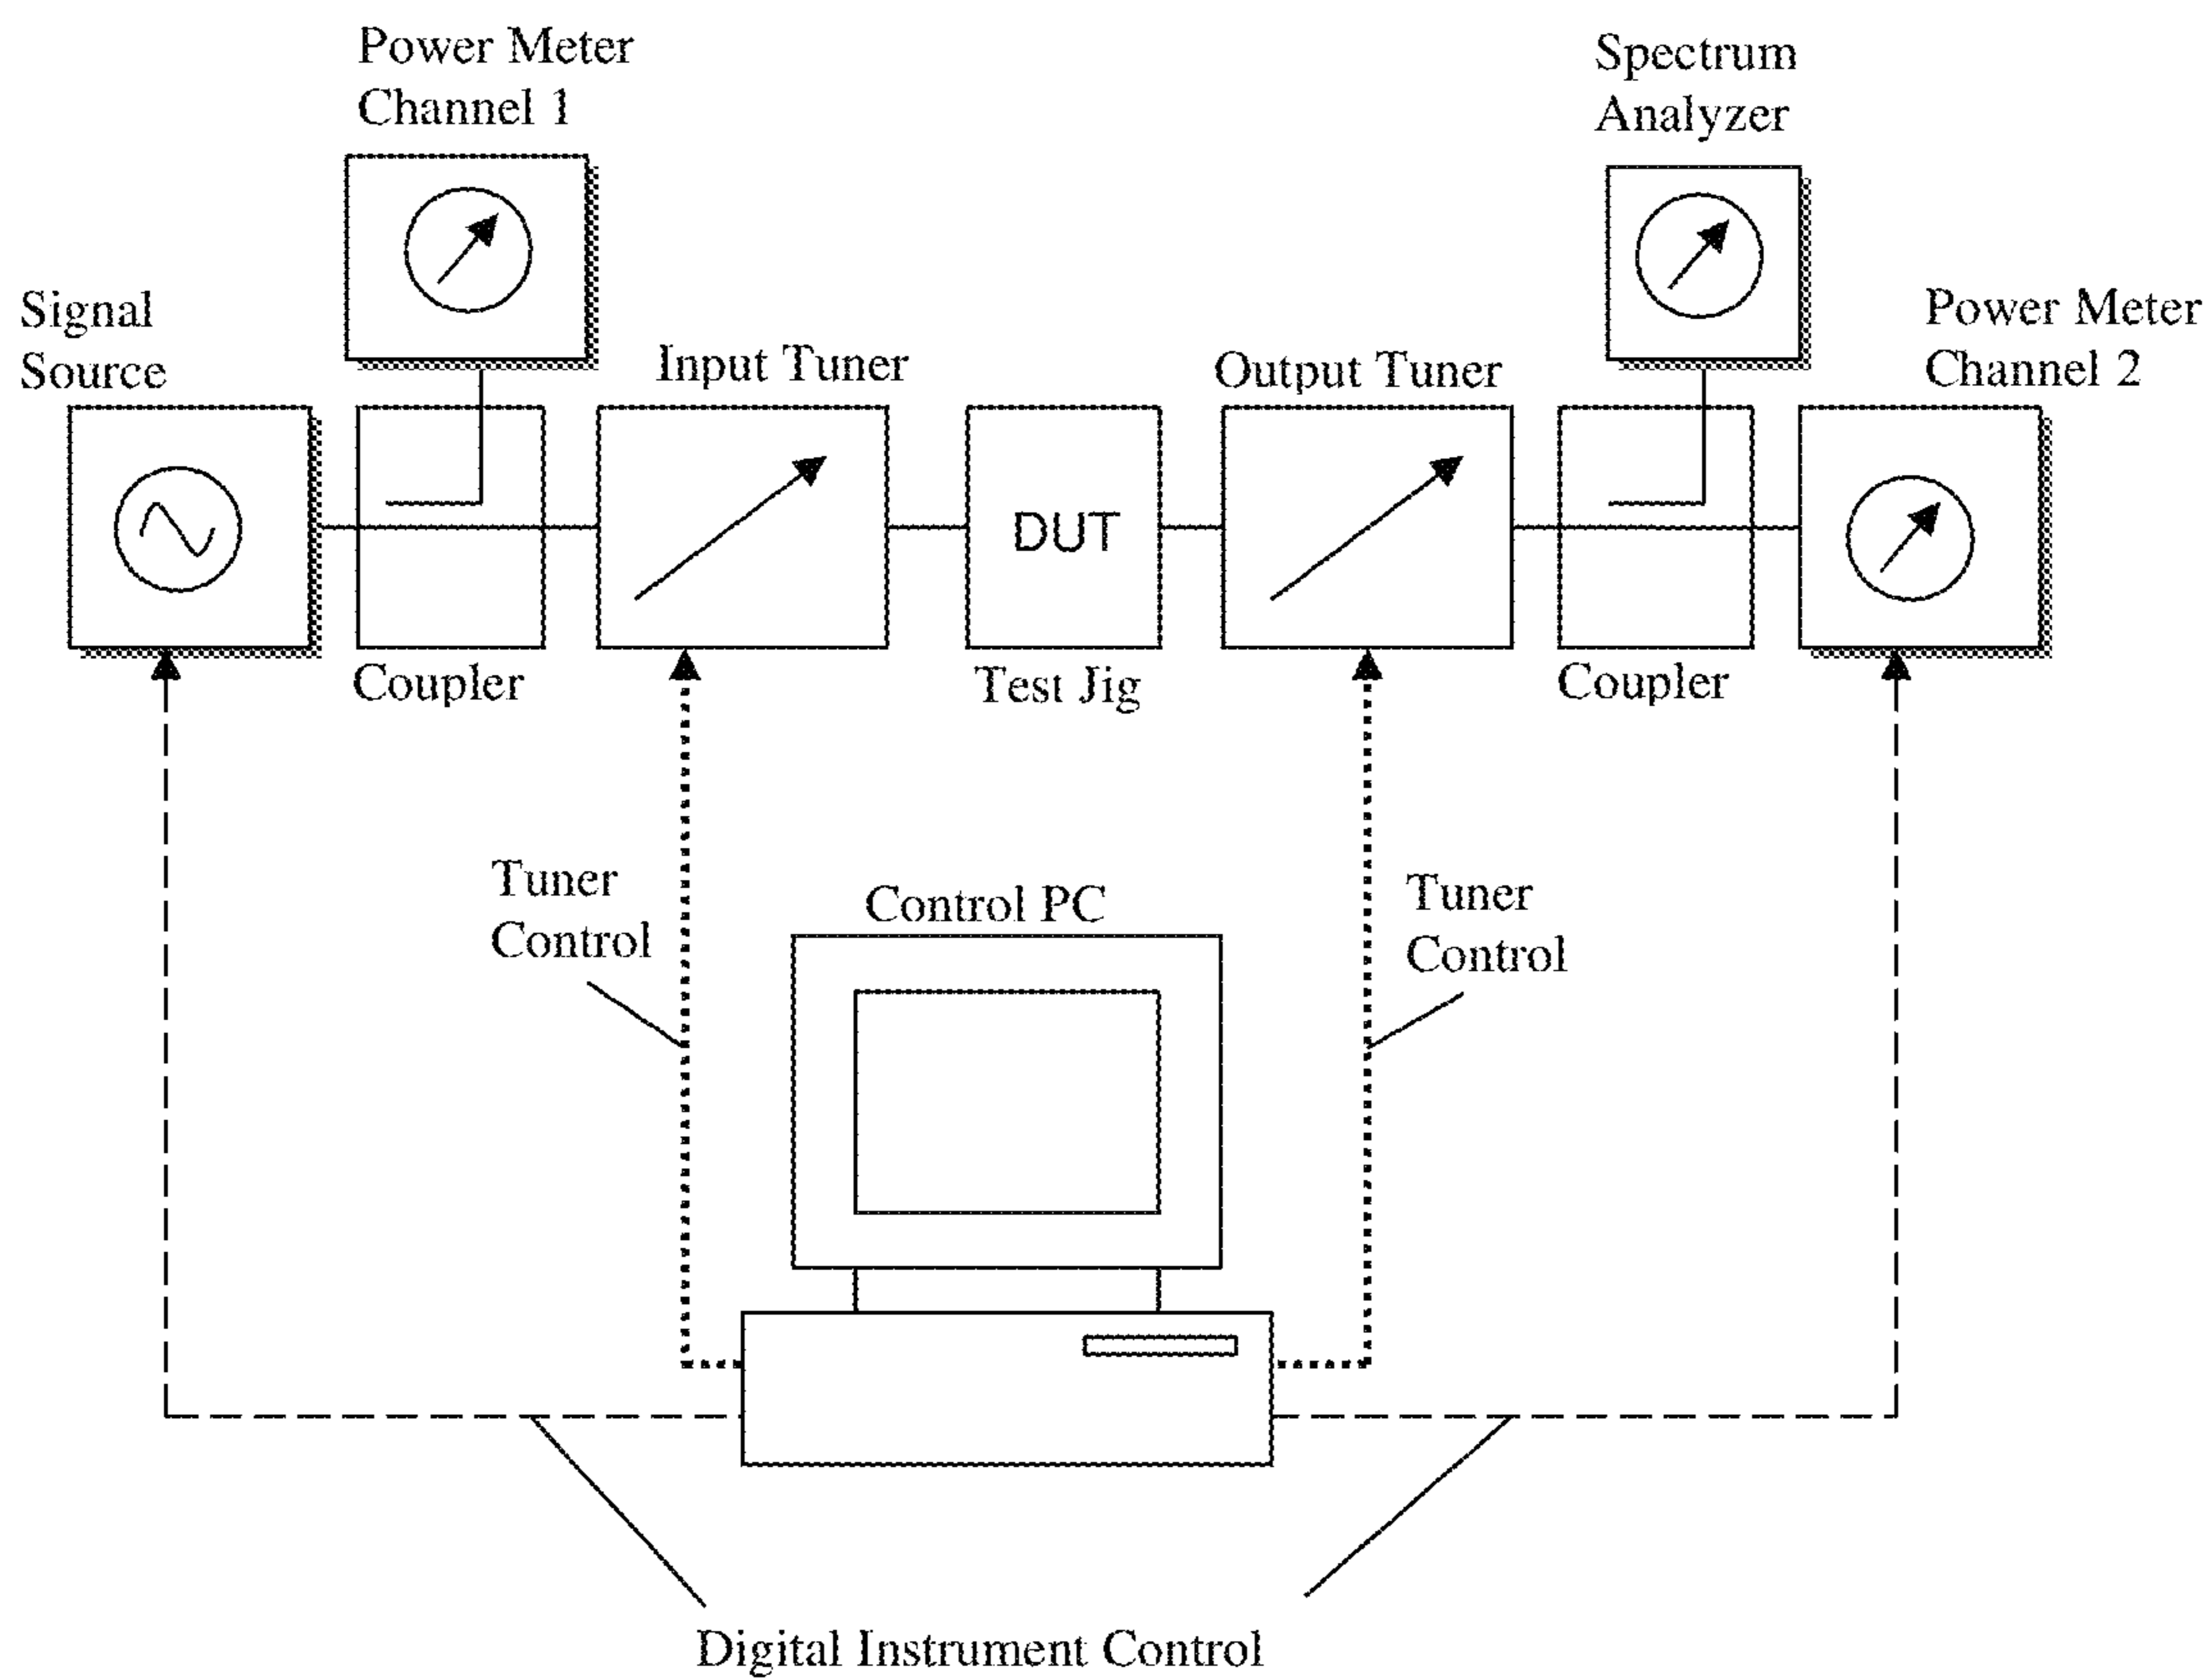 Power Meter
Channel 1
Spectrum
Analyzer
Signal
Source
Power Meter
Channel 2
Input Tuner
Output Tuner
DUT
Coupler
Test Jig
Coupler
Tuner
Control
Control PC
Tuner
Control
Digital Instrument Control